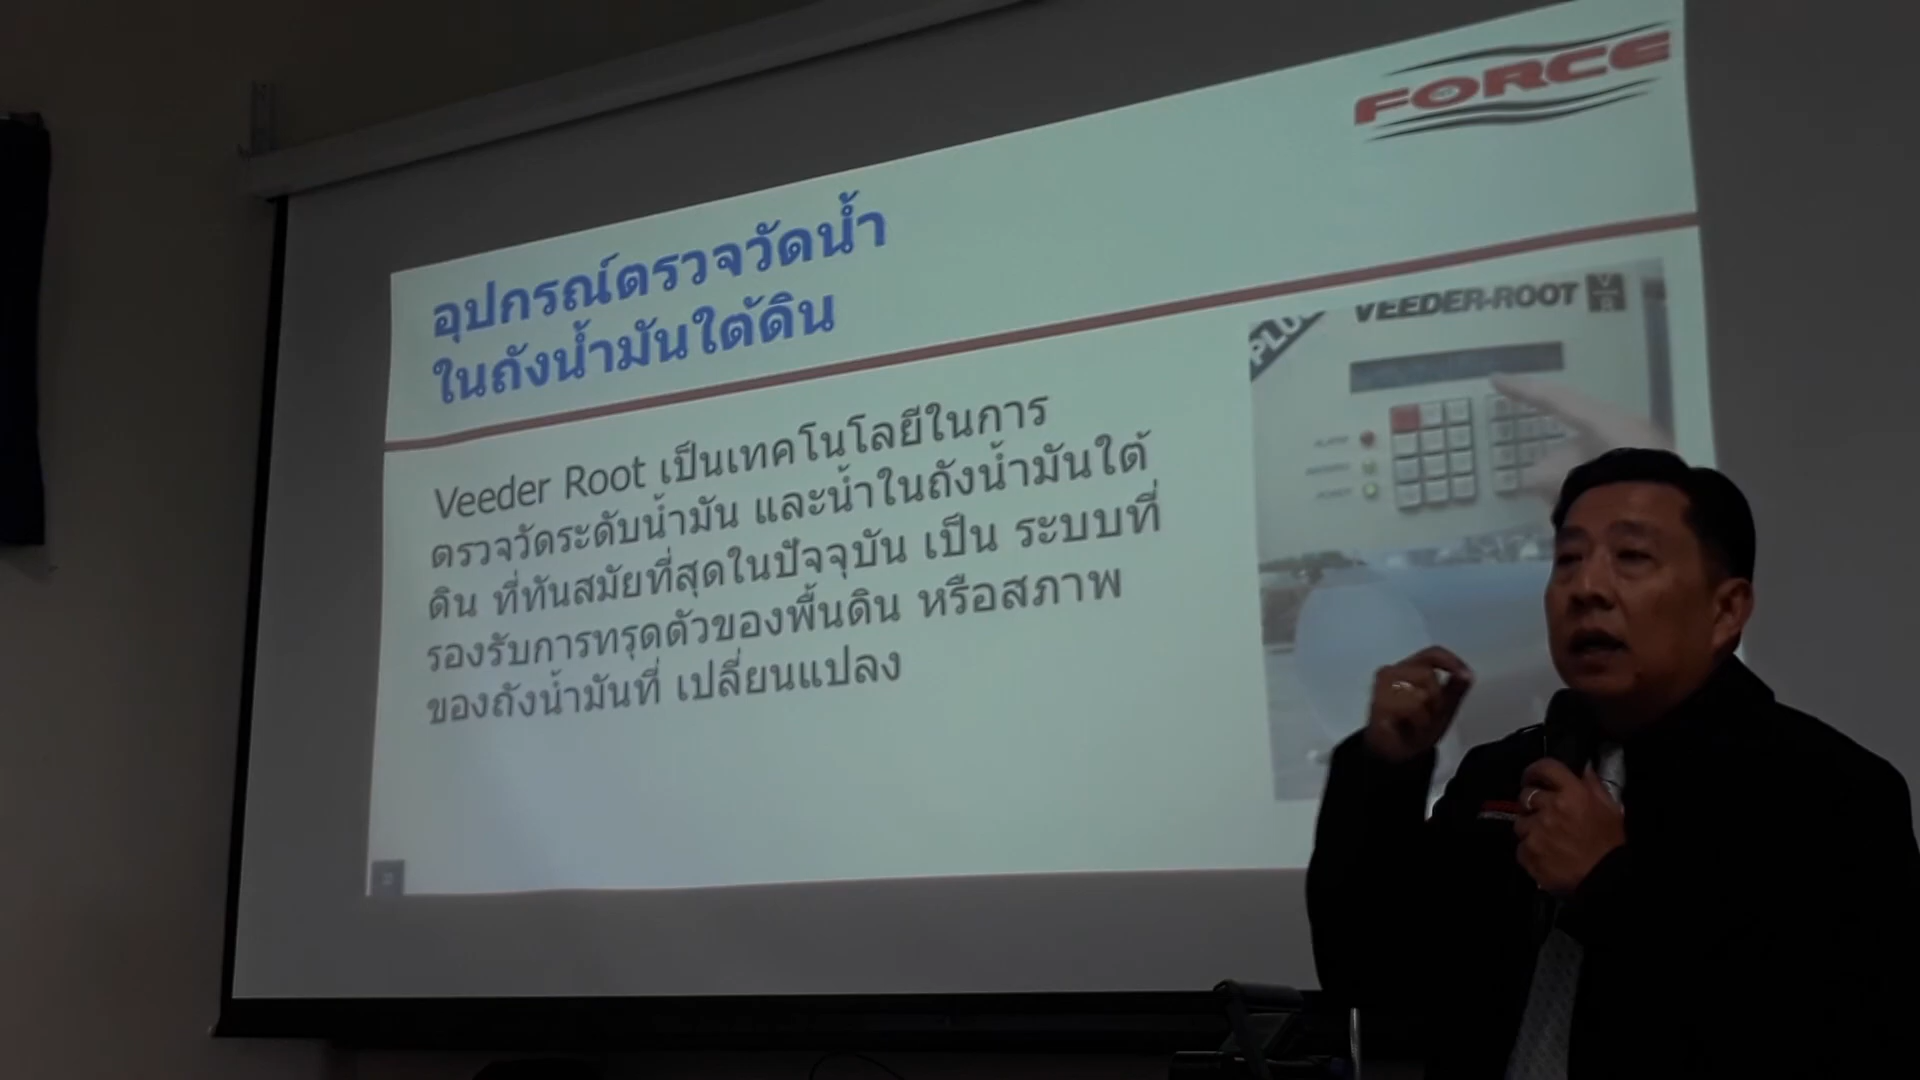 FORCE
อุปกรณ์ตรวจวัดน้ำ
ในถังน้ำมันใต้ดิน
VEEDER-ROOT
PLU
Veeder Root เป็นเทคโนโลยีในการ
ตรวจวัดระดับน้ำมัน และน้ำในถังน้ำมันใต้
ดิน ที่ทันสมัยที่สุดในปัจจุบัน เป็น ระบบที่
รองรับการทรุดตัวของพื้นดิน หรือสภาพ
ของถังน้ำมันที่ เปลี่ยนแปลง